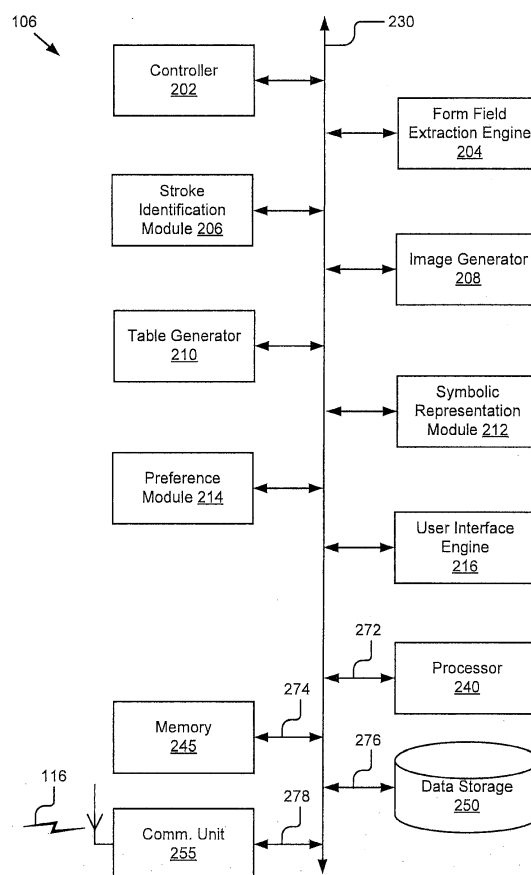 106
230
Controller
202
Form Field
Extraction Engine
204
Stroke
Identification
Module 206
Image Generator
208
Table Generator
210
Symbolic
Representation
Module 212
Preference
Module 214
User Interface
Engine
216
272
Processor
240
274
Memory
245
276
Data Storage
250
116
278
Comm. Unit
255